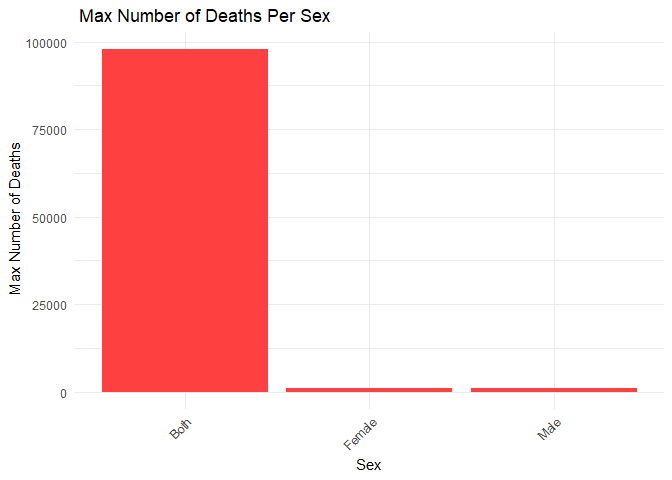 Max Number of Deaths Per Sex
Max Number of Deaths
100000
75000
50000
25000
0
Both
Female
Male
Sex